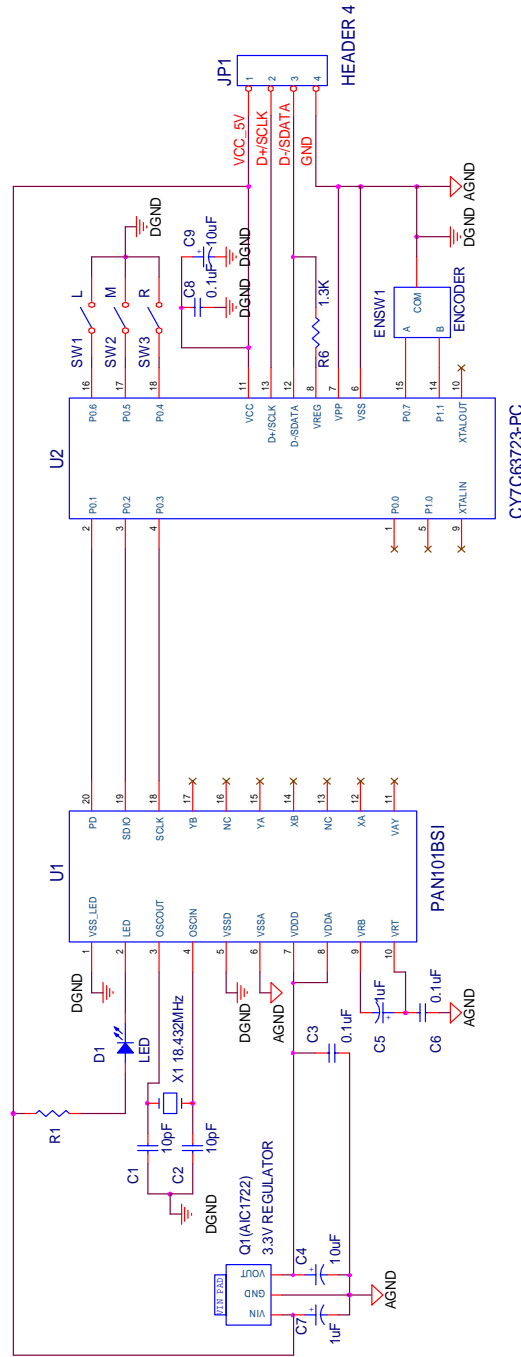 JP1
1
2
3
4
HEADER 4
VCC_5V
D+/SCLK
D-/SDATA
GND
SW1
L
SW2
M
SW3
R
DGND
C9
10uF
DGND
C8
0.1uF
DGND
R6
1.3K
DGND
AGND
ENSW1
A
B
COM
ENCODER
U2
CY7C63723-PC
16
P0.6
17
P0.5
18
P0.4
11
VCC
13
D+/SCLK
12
D-/SDATA
8
VREG
7
VPP
6
VSS
15
P0.7
14
P1.1
10
XTALOUT
2
P0.1
3
P0.2
4
P0.3
1
P0.0
5
P1.0
9
XTALIN
U1
PAN101BSI
20
PD
19
SDIO
18
SCLK
17
YB
16
NC
15
YA
14
XB
13
NC
12
XA
11
VAY
1
VSS_LED
2
LED
3
OSCOUT
4
OSCIN
5
VSSD
6
VSSA
7
VDDD
8
VDDA
9
VRB
10
VRT
DGND
D1
LED
R1
X1 18.432MHz
C1
10pF
C2
10pF
DGND
DGND
AGND
C3
0.1uF
C5
1uF
C6
0.1uF
AGND
Q1(AIC1722)
3.3V REGULATOR
VIN PAD
VIN
GND
VOUT
C4
10uF
C7
1uF
AGND